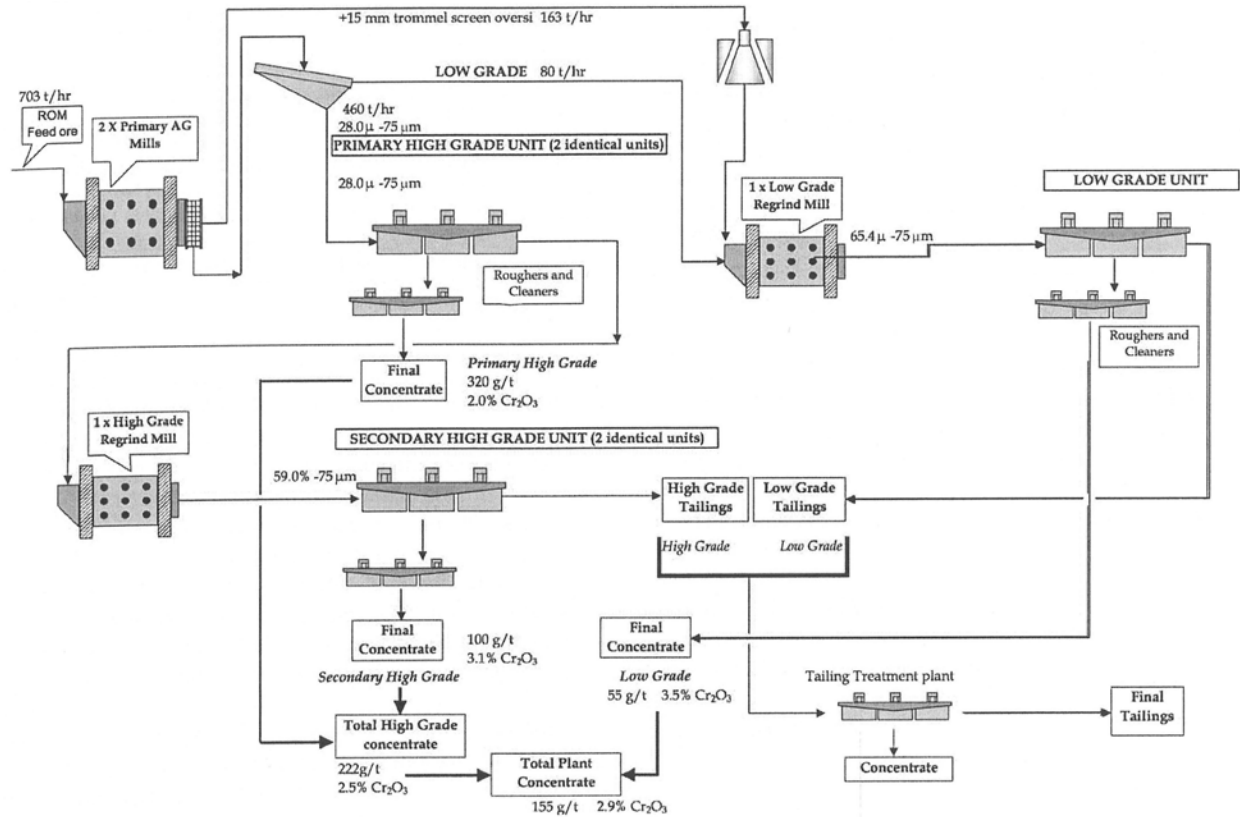 +15 mm trommel screen oversi 163 t/hr
LOW GRADE 80 t/hr
703 t/hr
ROM
Feed ore
2 X Primary AG
Mills
460 t/hr
28.0 µ -75 µm
PRIMARY HIGH GRADE UNIT (2 identical units)
28.0 µ -75 µm
1 x Low Grade
Regrind Mill
LOW GRADE UNIT
65.4 µ -75 µm
Roughers and
Cleaners
Roughers and
Cleaners
Final
Concentrate
Primary High Grade
320 g/t
2.0% Cr₂O₃
1 x High Grade
Regrind Mill
SECONDARY HIGH GRADE UNIT (2 identical units)
59.0% -75 µm
High Grade
Tailings
Low Grade
Tailings
High Grade
Low Grade
Final
Concentrate
100 g/t
3.1% Cr₂O₃
Secondary High Grade
Final
Concentrate
Low Grade
55 g/t 3.5% Cr₂O₃
Tailing Treatment plant
Final
Tailings
Concentrate
Total High Grade
concentrate
222g/t
2.5% Cr₂O₃
Total Plant
Concentrate
155 g/t 2.9% Cr₂O₃